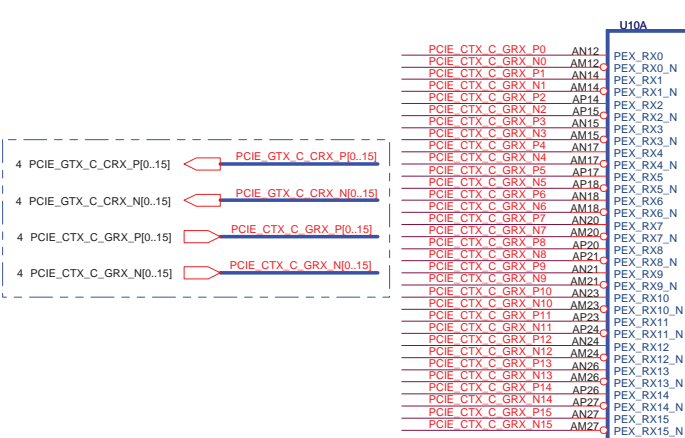 U10A
PCIE_CTX_C_GRX_P0 AN12 PEX_RX0
PCIE_CTX_C_GRX_N0 AM12 PEX_RX0_N
PCIE_CTX_C_GRX_P1 AN14 PEX_RX1
PCIE_CTX_C_GRX_N1 AM14 PEX_RX1_N
PCIE_CTX_C_GRX_P2 AP14 PEX_RX2
PCIE_CTX_C_GRX_N2 AP15 PEX_RX2_N
PCIE_CTX_C_GRX_P3 AN15 PEX_RX3
PCIE_CTX_C_GRX_N3 AM15 PEX_RX3_N
PCIE_CTX_C_GRX_P4 AN17 PEX_RX4
PCIE_CTX_C_GRX_N4 AM17 PEX_RX4_N
PCIE_CTX_C_GRX_P5 AP17 PEX_RX5
PCIE_CTX_C_GRX_N5 AP18 PEX_RX5_N
PCIE_CTX_C_GRX_P6 AN18 PEX_RX6
PCIE_CTX_C_GRX_N6 AM18 PEX_RX6_N
PCIE_CTX_C_GRX_P7 AN20 PEX_RX7
PCIE_CTX_C_GRX_N7 AM20 PEX_RX7_N
PCIE_CTX_C_GRX_P8 AP20 PEX_RX8
PCIE_CTX_C_GRX_N8 AP21 PEX_RX8_N
PCIE_CTX_C_GRX_P9 AN21 PEX_RX9
PCIE_CTX_C_GRX_N9 AM21 PEX_RX9_N
PCIE_CTX_C_GRX_P10 AN23 PEX_RX10
PCIE_CTX_C_GRX_N10 AM23 PEX_RX10_N
PCIE_CTX_C_GRX_P11 AP23 PEX_RX11
PCIE_CTX_C_GRX_N11 AP24 PEX_RX11_N
PCIE_CTX_C_GRX_P12 AN24 PEX_RX12
PCIE_CTX_C_GRX_N12 AM24 PEX_RX12_N
PCIE_CTX_C_GRX_P13 AN26 PEX_RX13
PCIE_CTX_C_GRX_N13 AM26 PEX_RX13_N
PCIE_CTX_C_GRX_P14 AP26 PEX_RX14
PCIE_CTX_C_GRX_N14 AP27 PEX_RX14_N
PCIE_CTX_C_GRX_P15 AN27 PEX_RX15
PCIE_CTX_C_GRX_N15 AM27 PEX_RX15_N
4 PCIE_GTX_C_CRX_P[0..15] PCIE_GTX_C_CRX_P[0..15]
4 PCIE_GTX_C_CRX_N[0..15] PCIE_GTX_C_CRX_N[0..15]
4 PCIE_CTX_C_GRX_P[0..15] PCIE_CTX_C_GRX_P[0..15]
4 PCIE_CTX_C_GRX_N[0..15] PCIE_CTX_C_GRX_N[0..15]